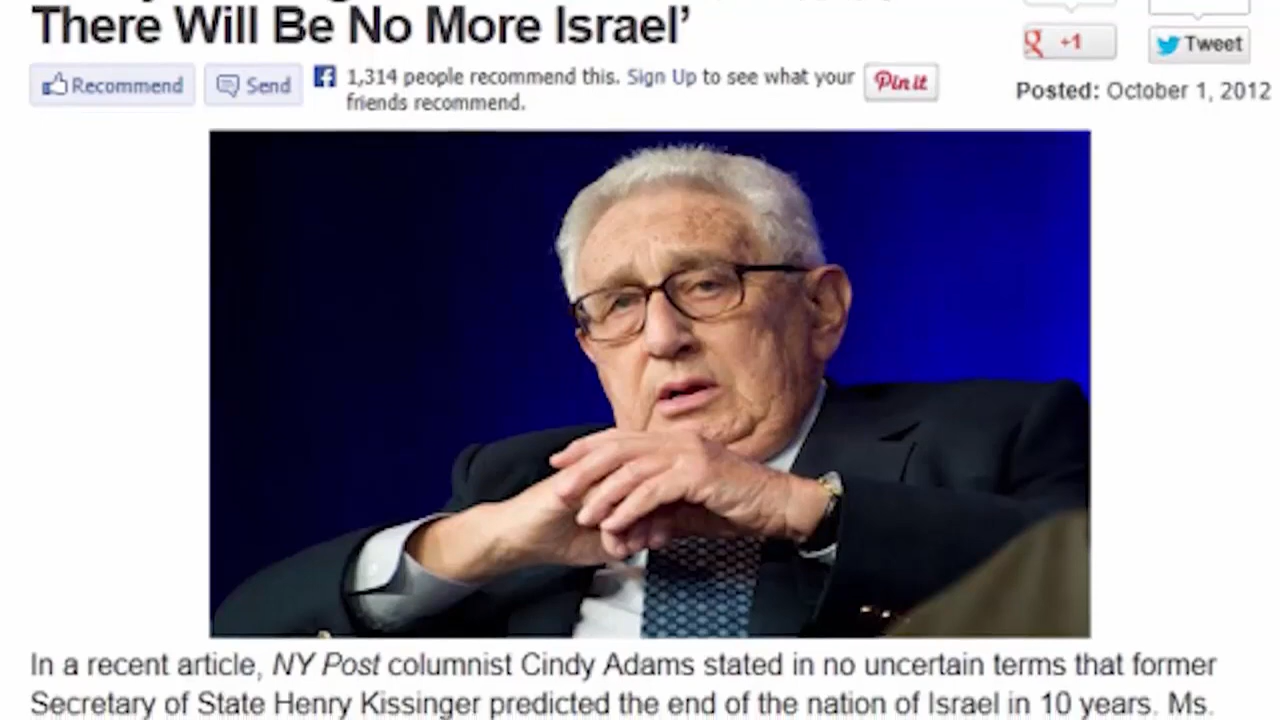 There Will Be No More Israel’
+1
Tweet
Recommend
Send
1,314 people recommend this. Sign Up to see what your
friends recommend.
Pin it
Posted: October 1, 2012
In a recent article, NY Post columnist Cindy Adams stated in no uncertain terms that former
Secretary of State Henry Kissinger predicted the end of the nation of Israel in 10 years. Ms.